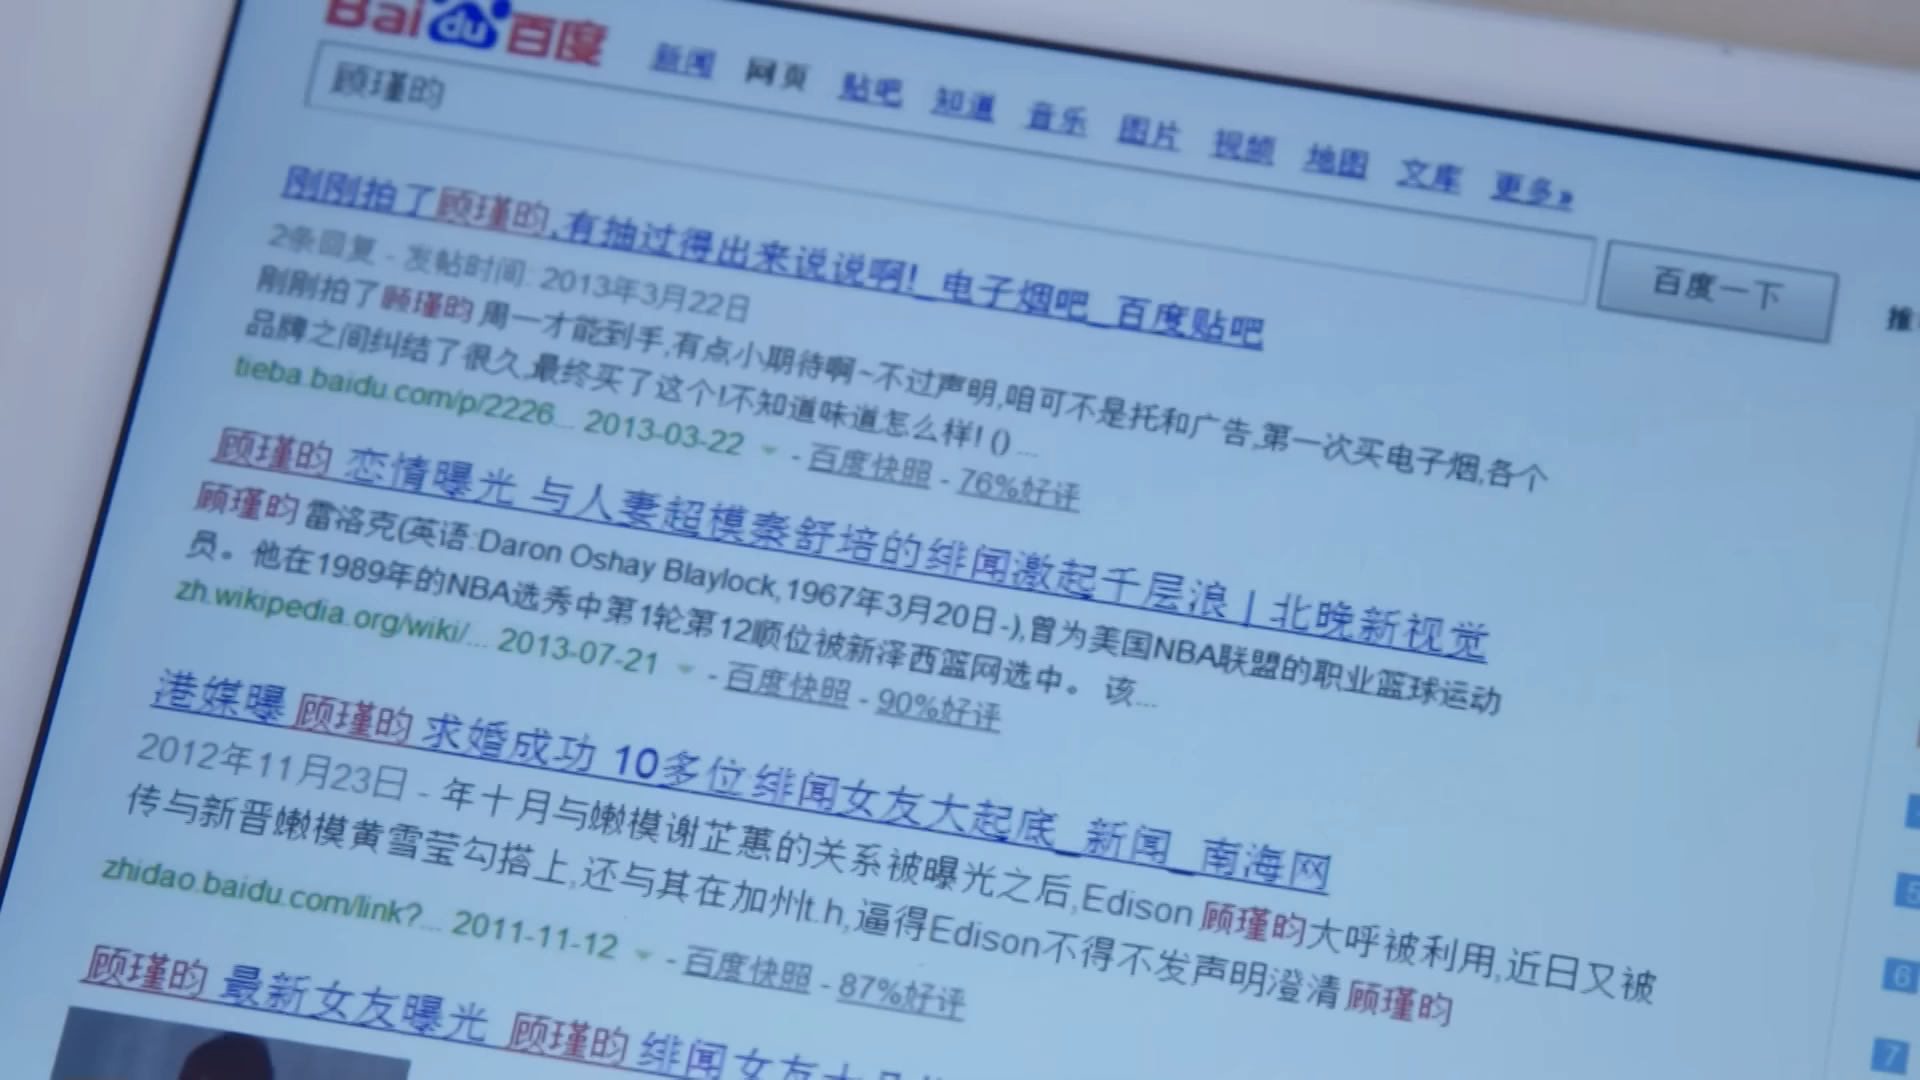 Bai du 百度
新闻 网页 贴吧 知道 音乐 图片 视频 地图 文库 更多»
顾瑾昀
百度一下
推
刚刚拍了顾瑾昀,有抽过得出来说说啊!_电子烟吧_百度贴吧
2条回复 - 发帖时间: 2013年3月22日
刚刚拍了顾瑾昀 周一才能到手,有点小期待啊~不过声明,咱可不是托和广告,第一次买电子烟,各个
品牌之间纠结了很久,最终买了这个!不知道味道怎么样! () ...
tieba.baidu.com/p/2226... 2013-03-22 - 百度快照 - 76%好评
顾瑾昀 恋情曝光 与人妻超模秦舒培的绯闻激起千层浪 | 北晚新视觉
顾瑾昀 雷洛克(英语:Daron Oshay Blaylock,1967年3月20日-),曾为美国NBA联盟的职业篮球运动
员。他在1989年的NBA选秀中第1轮第12顺位被新泽西篮网选中。 该...
zh.wikipedia.org/wiki/... 2013-07-21 - 百度快照 - 90%好评
港媒曝 顾瑾昀 求婚成功 10多位绯闻女友大起底_新闻_南海网
2012年11月23日 - 年十月与嫩模谢芷蕙的关系被曝光之后,Edison 顾瑾昀大呼被利用,近日又被
传与新晋嫩模黄雪莹勾搭上,还与其在加州t.h,逼得Edison不得不发声明澄清 顾瑾昀
zhidao.baidu.com/link?... 2011-11-12 - 百度快照 - 87%好评
顾瑾昀 最新女友曝光 顾瑾昀 绯闻女友大
5
6
7